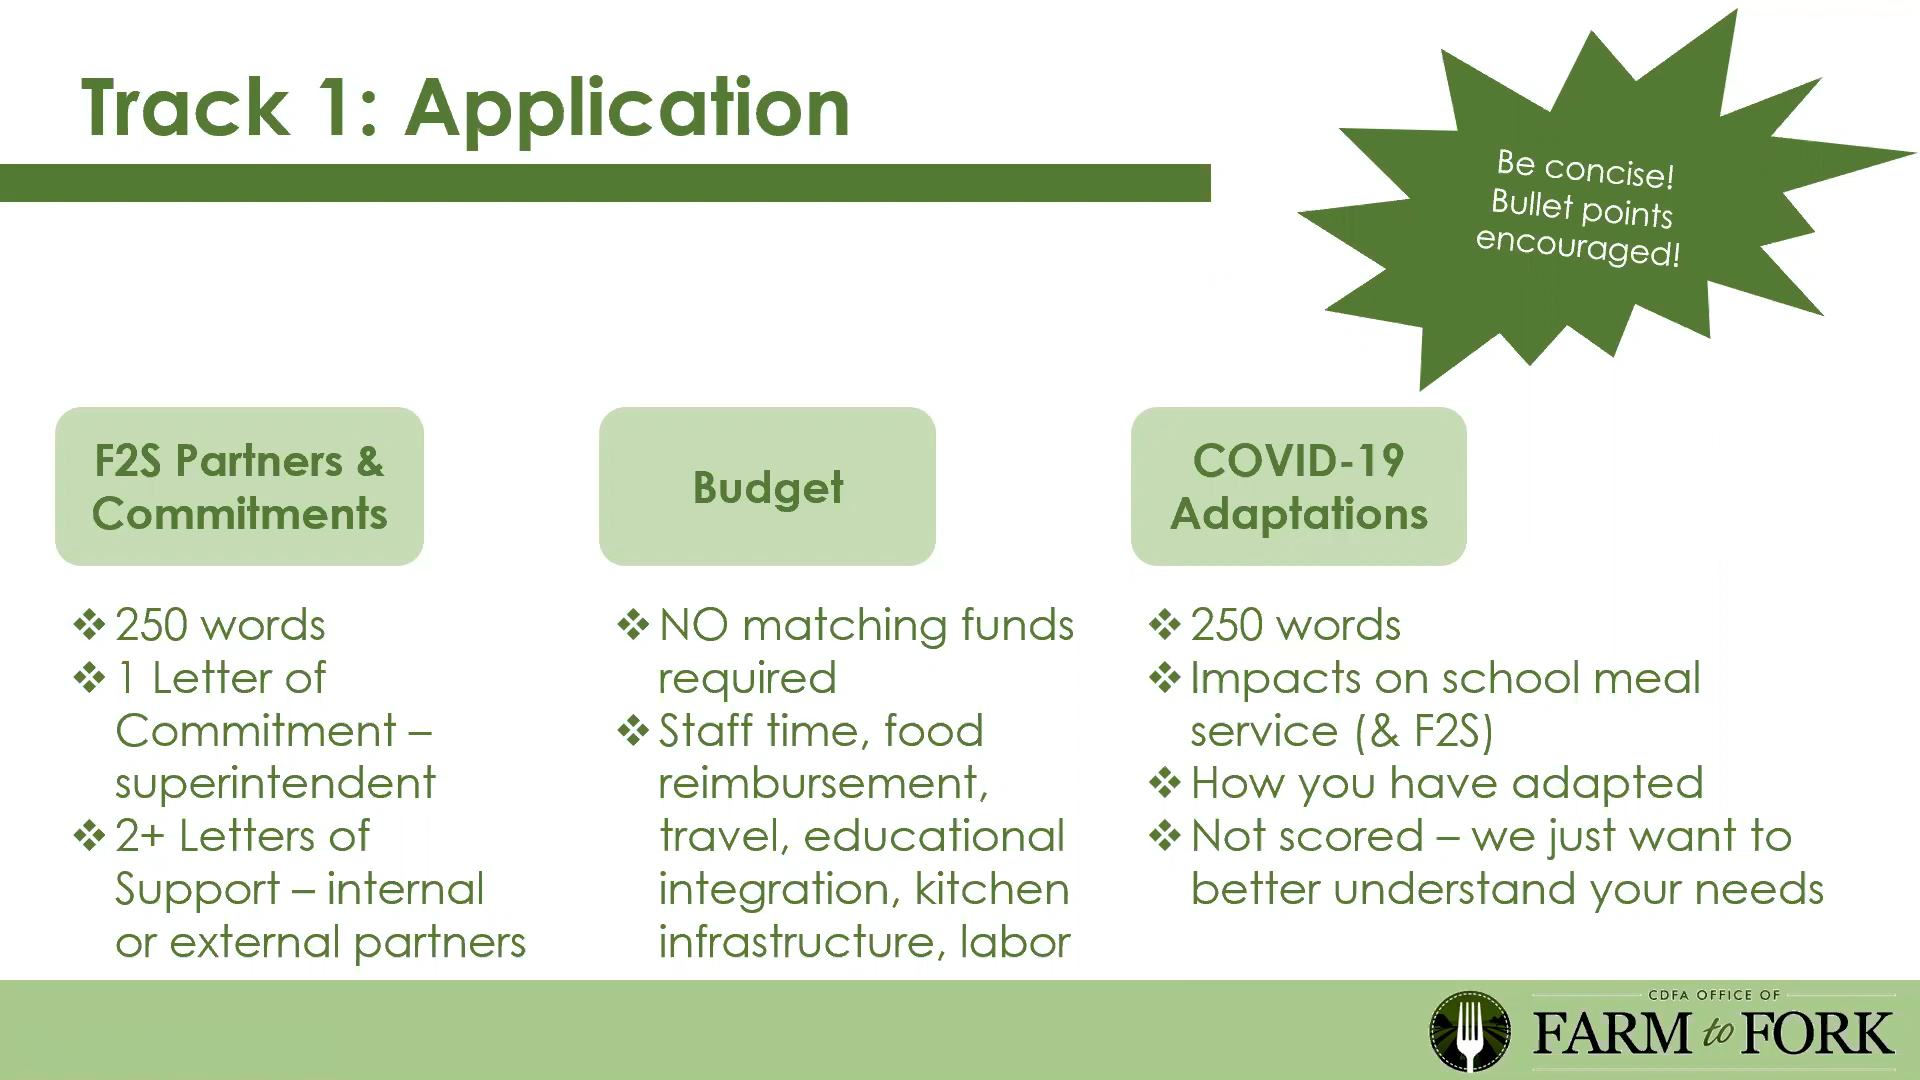 Track 1: Application
Be concise!
Bullet points
encouraged!
F2S Partners &
Commitments
❖ 250 words
❖ 1 Letter of
Commitment –
superintendent
❖ 2+ Letters of
Support – internal
or external partners
Budget
❖ NO matching funds
required
❖ Staff time, food
reimbursement,
travel, educational
integration, kitchen
infrastructure, labor
COVID-19
Adaptations
❖ 250 words
❖ Impacts on school meal
service (& F2S)
❖ How you have adapted
❖ Not scored – we just want to
better understand your needs
CDFA OFFICE OF
FARM to FORK